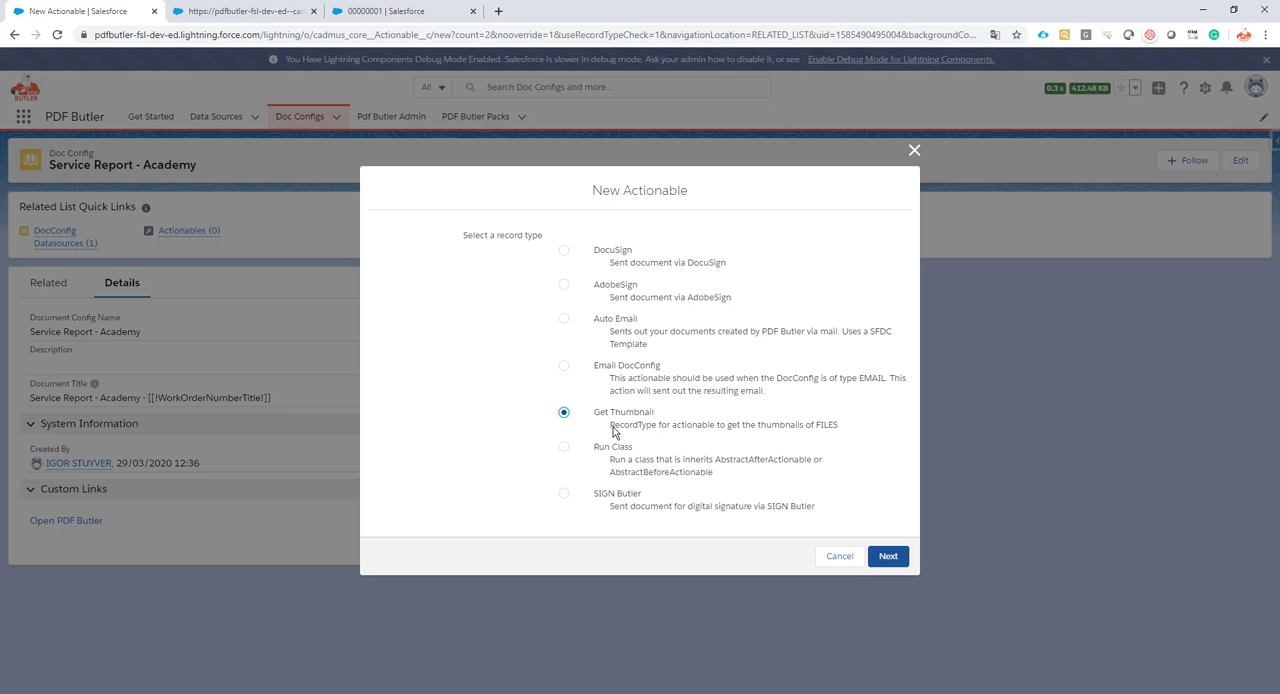 New Actionable | Salesforce
https://pdfbutler-fsl-dev-ed--ca
00000001 | Salesforce
pdfbutler-fsl-dev-ed.lightning.force.com/lightning/o/cadmus_core__Actionable__c/new?count=2&nooverride=1&useRecordTypeCheck=1&navigationLocation=RELATED_LIST&uid=1585490495004&backgroundCo...
You Have Lightning Components Debug Mode Enabled. Salesforce is slower in debug mode. Ask your admin how to disable it, or see Enable Debug Mode for Lightning Components.
All
Search Doc Configs and more...
0.3 s
412.48 KB
PDF Butler
Get Started
Data Sources
Doc Configs
Pdf Butler Admin
PDF Butler Packs
Doc Config
Service Report - Academy
Follow
Edit
Related List Quick Links
DocConfig Datasources (1)
Actionables (0)
Related
Details
Document Config Name
Service Report - Academy
Description
Document Title
Service Report - Academy - [[!WorkOrderNumberTitle!]]
System Information
Created By
IGOR STUYVER, 29/03/2020 12:36
Custom Links
Open PDF Butler
New Actionable
Select a record type
DocuSign
Sent document via DocuSign
AdobeSign
Sent document via AdobeSign
Auto Email
Sents out your documents created by PDF Butler via mail. Uses a SFDC
Template
Email DocConfig
This actionable should be used when the DocConfig is of type EMAIL. This
action will sent out the resulting email.
Get Thumbnail
RecordType for actionable to get the thumbnails of FILES
Run Class
Run a class that is inherits AbstractAfterActionable or
AbstractBeforeActionable
SIGN Butler
Sent document for digital signature via SIGN Butler
Cancel
Next